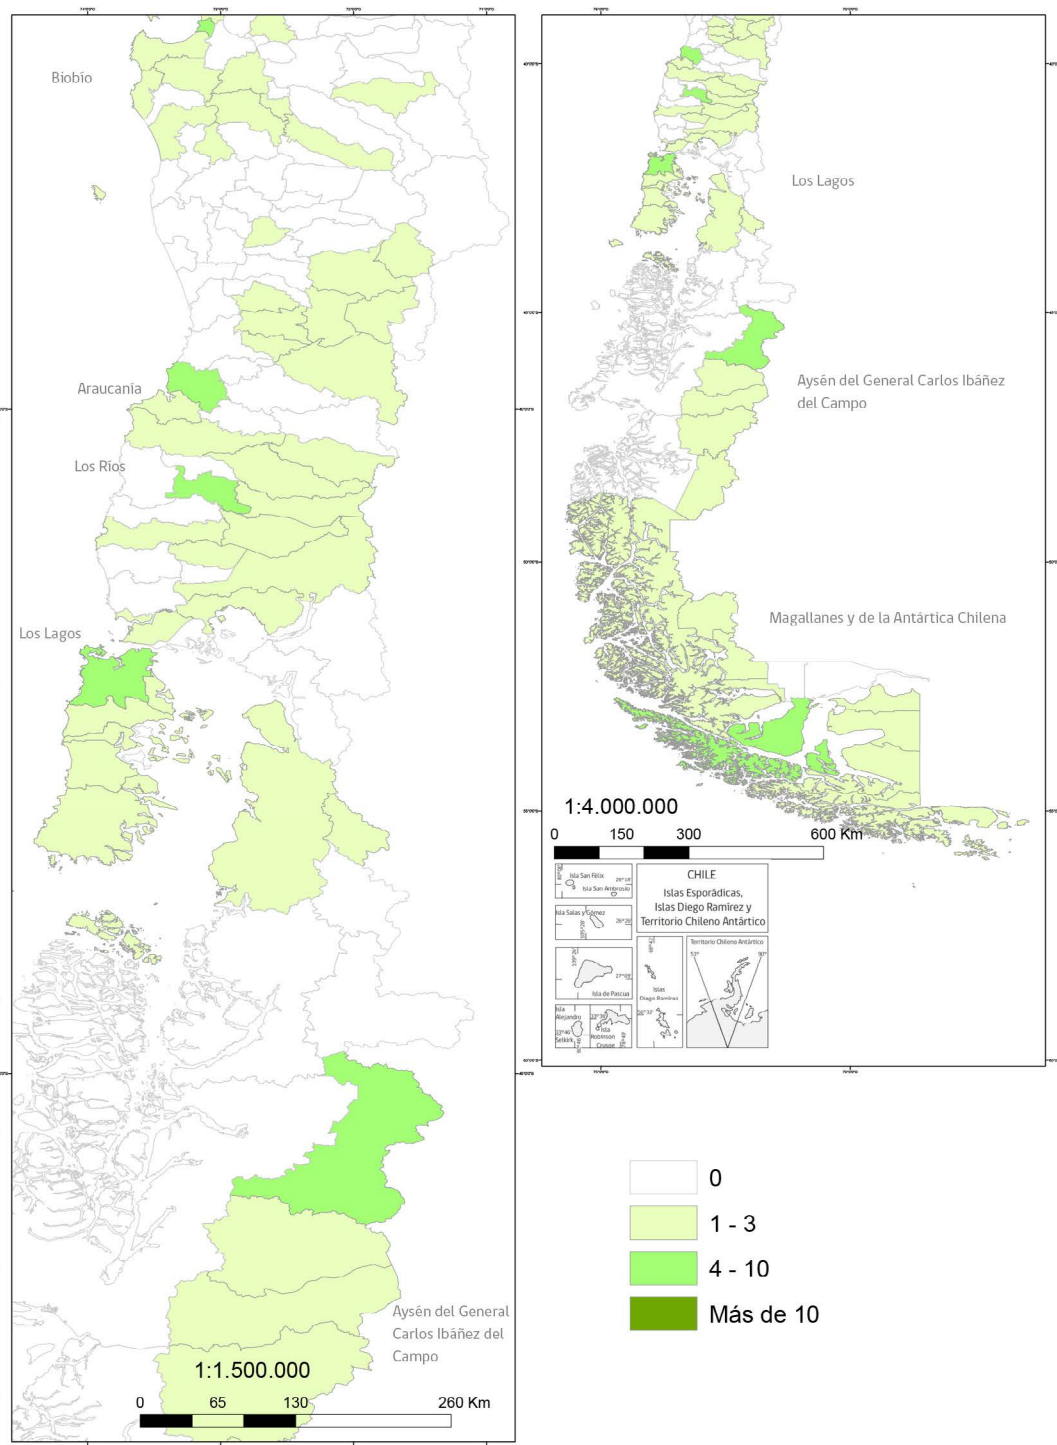 Biobío
Araucanía
Los Ríos
Los Lagos
Aysén del General
Carlos Ibáñez del
Campo
1:1.500.000
0 65 130 260 Km
Los Lagos
Aysén del General Carlos Ibáñez
del Campo
Magallanes y de la Antártica Chilena
1:4.000.000
0 150 300 600 Km
Isla San Félix
Isla San Ambrosio
Isla Salas y Gómez
Isla de Pascua
Isla
Alejandro
Selkirk
Isla
Robinson
Crusoe
CHILE
Islas Esporádicas,
Islas Diego Ramírez y
Territorio Chileno Antártico
Islas
Diego Ramírez
Territorio Chileno Antártico
53° 90°
0
1 - 3
4 - 10
Más de 10